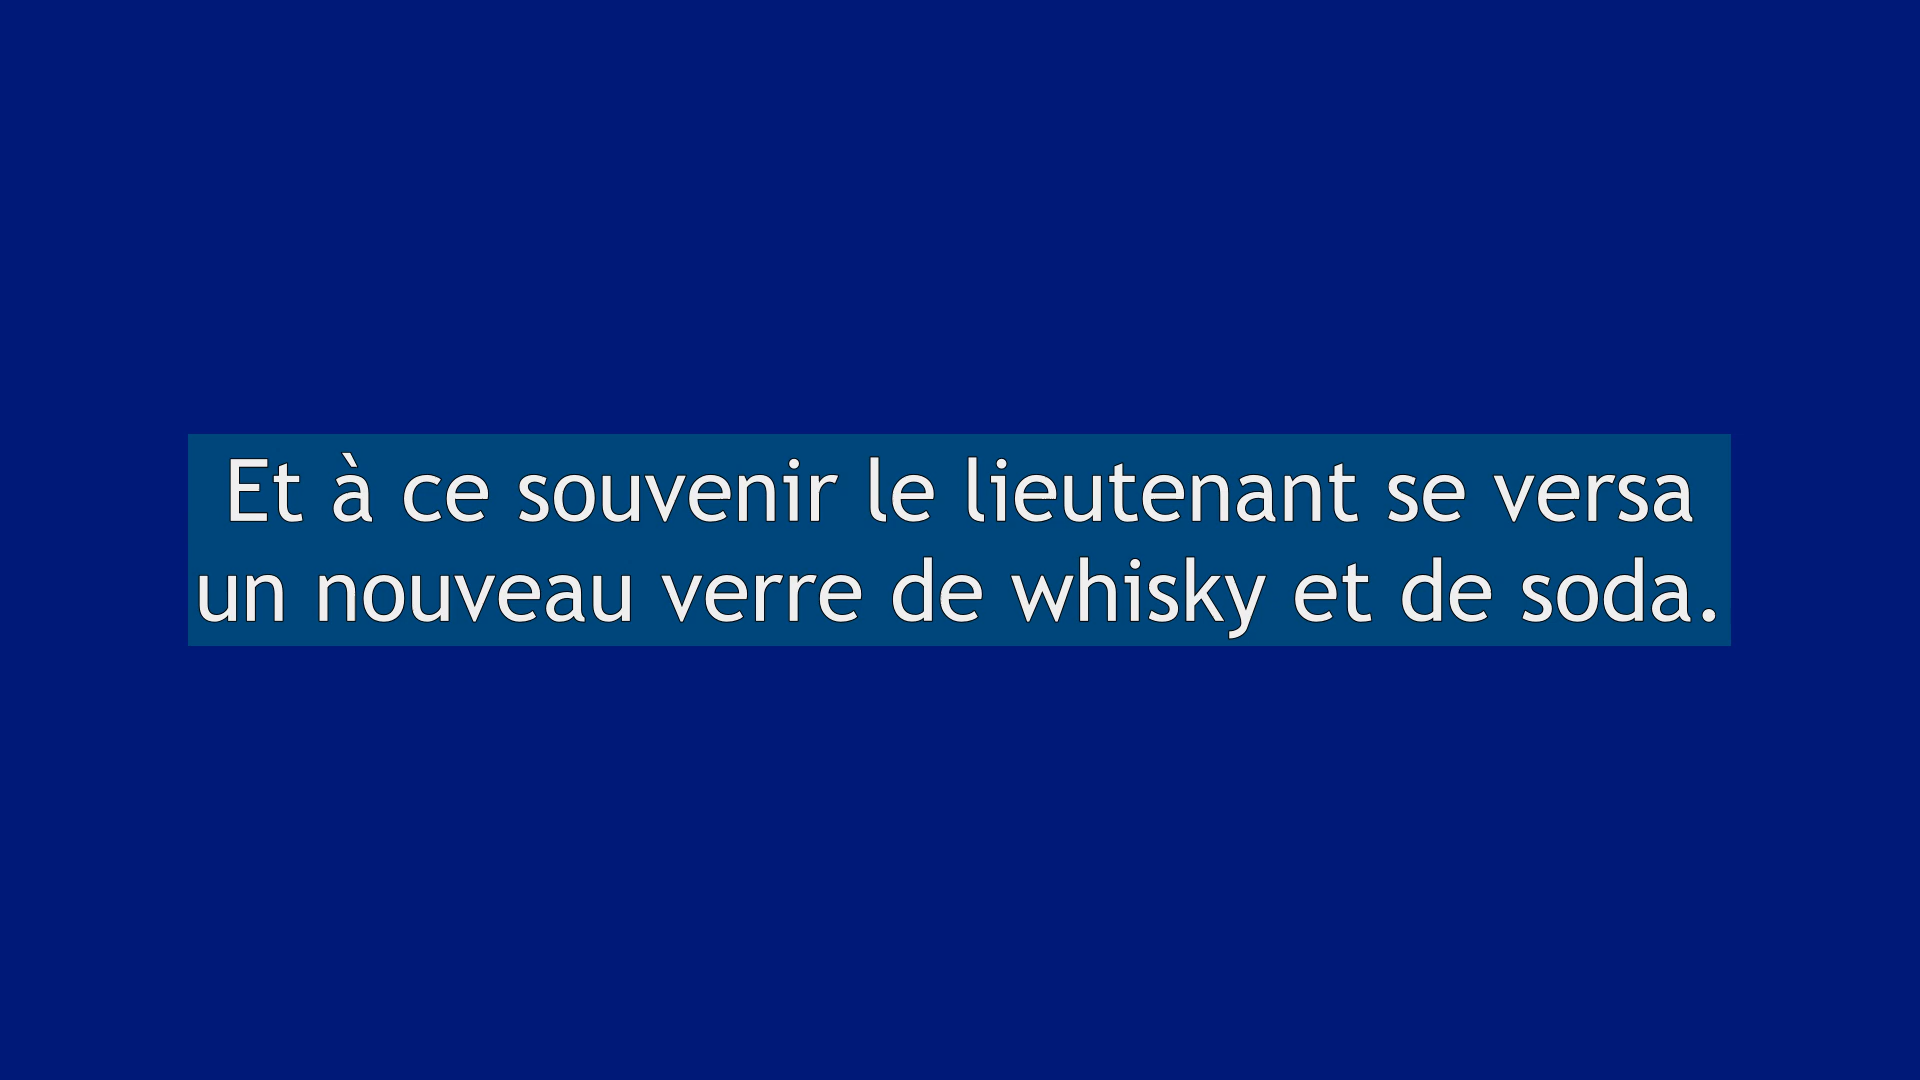 Et à ce souvenir le lieutenant se versa
un nouveau verre de whisky et de soda.